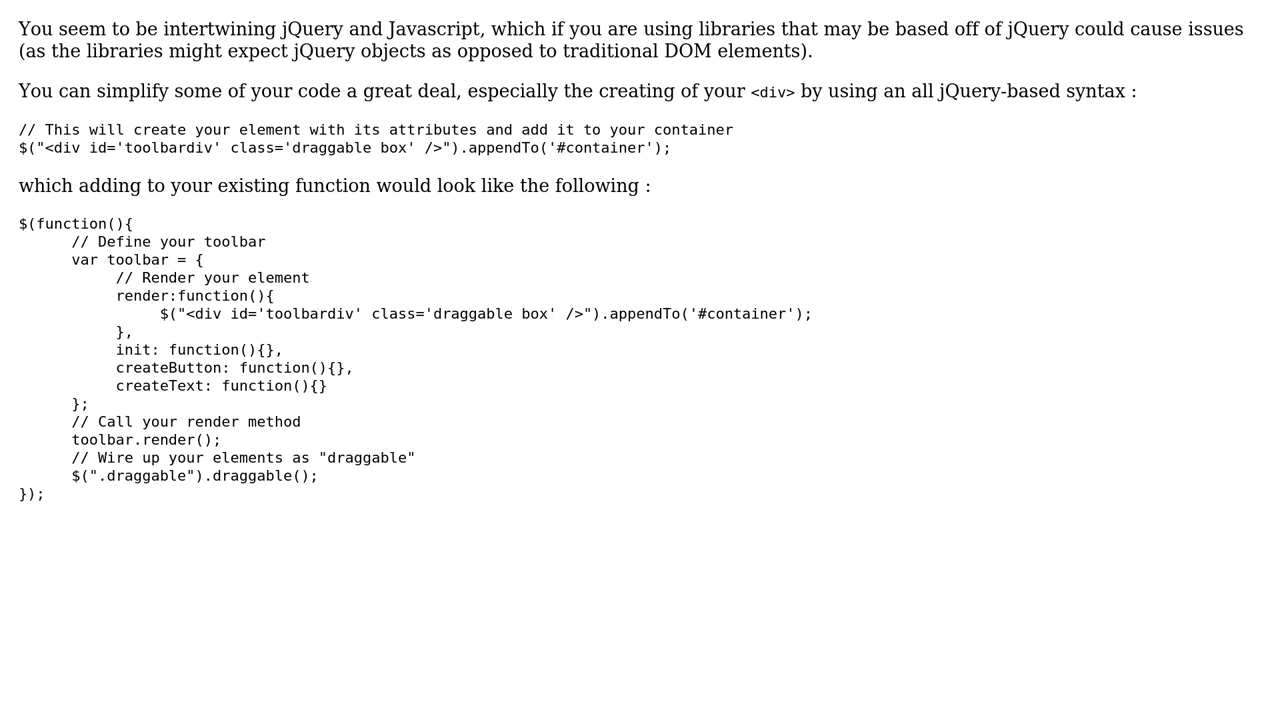 You seem to be intertwining jQuery and Javascript, which if you are using libraries that may be based off of jQuery could cause issues
(as the libraries might expect jQuery objects as opposed to traditional DOM elements).
You can simplify some of your code a great deal, especially the creating of your <div> by using an all jQuery-based syntax :
// This will create your element with its attributes and add it to your container
$("<div id='toolbardiv' class='draggable box' />").appendTo('#container');
which adding to your existing function would look like the following :
$(function(){
      // Define your toolbar
      var toolbar = {
           // Render your element
           render:function(){
                $("<div id='toolbardiv' class='draggable box' />").appendTo('#container');
           },
           init: function(){},
           createButton: function(){},
           createText: function(){}
      };
      // Call your render method
      toolbar.render();
      // Wire up your elements as "draggable"
      $(".draggable").draggable();
});